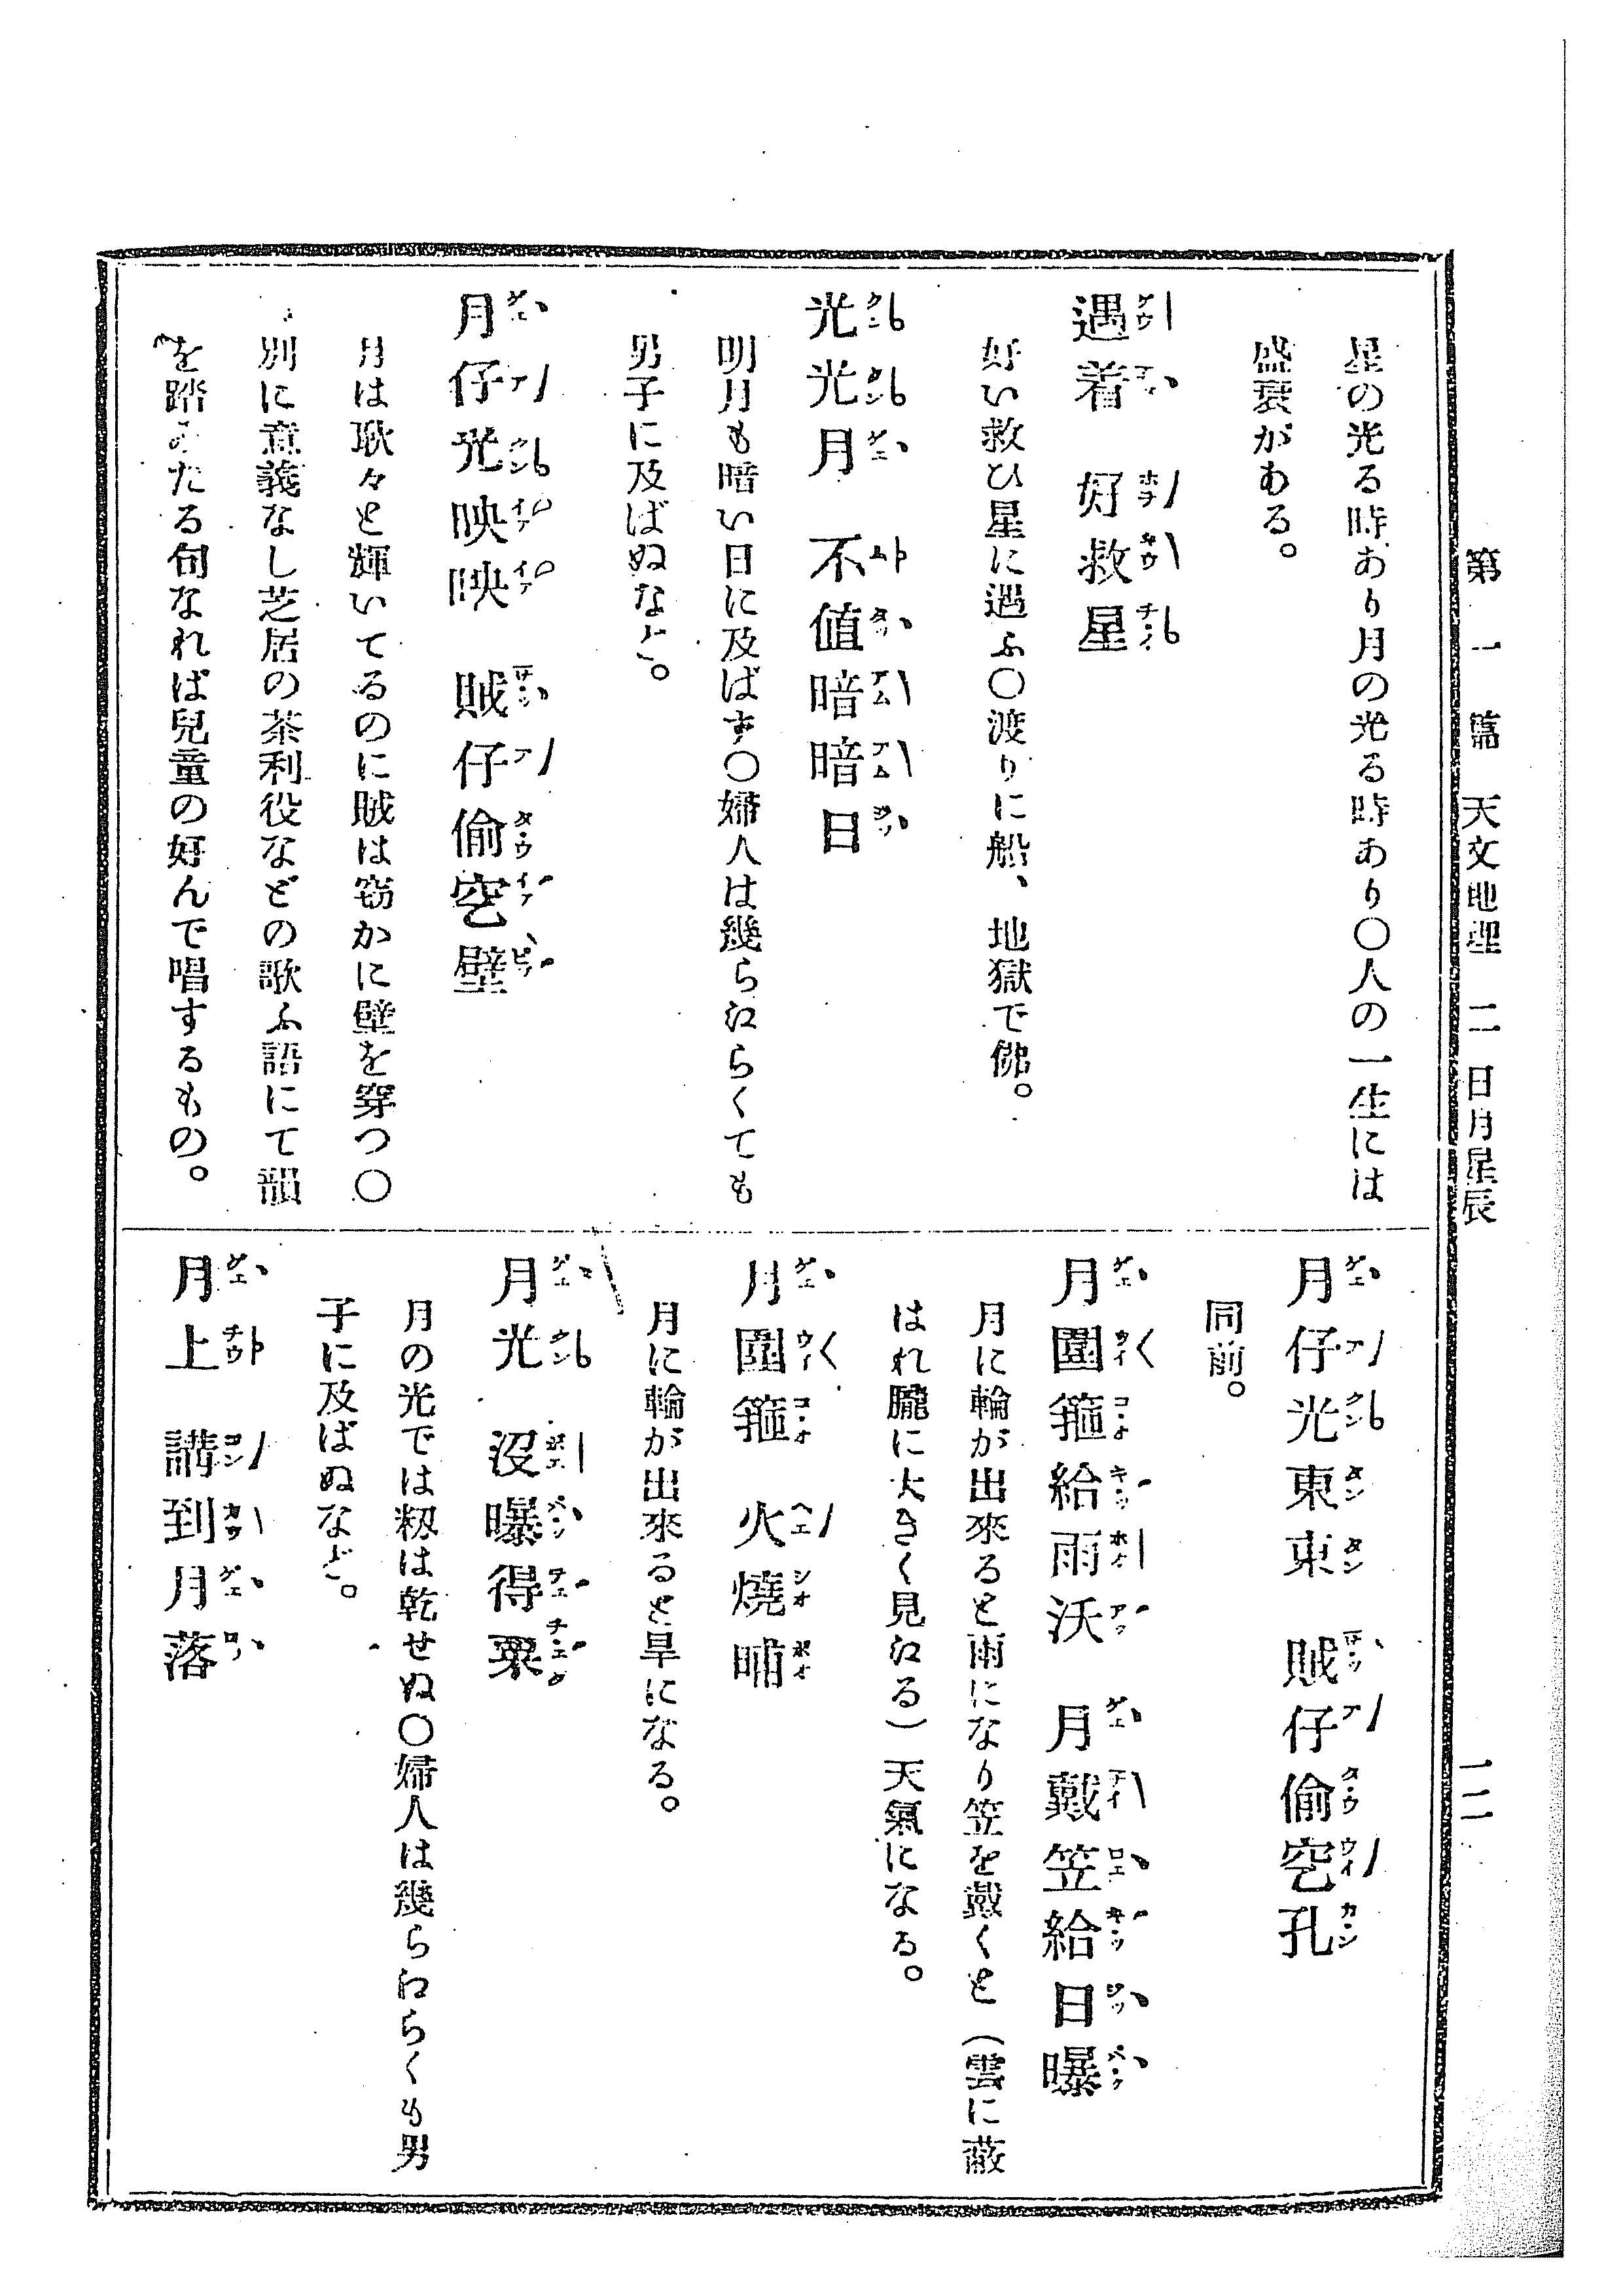 第一篇　天文地理　二　日月星辰
一二
星の光る時あり月の光る時あり〇人の一生には
盛衰がある。
遇着　好救星
好い救ひ星に遇ふ〇渡りに船、地獄で佛。
光光月　不値暗暗日
明月も暗い日に及ばず〇婦人は幾らえらくても
男子に及ばぬなど。
月仔光映映　賊仔偷空壁
月は耿々と輝いてるのに賊は窃かに壁を穿つ〇
別に意義なし芝居の茶利役などの歌ふ語にて韻
を踏みたる句なれば兒童の好んで唱するもの。
月仔光東東　賊仔偷空孔
同前。
月圍箍給雨沃　月戴笠給日曝
月に輪が出來ると雨になり笠を戴くと（雲に蔽
はれ朧に大きく見える）天氣になる。
月圍箍　火燒晡
月に輪が出來ると旱になる。
月光　沒曝得粟
月の光では籾は乾せぬ〇婦人は幾らえらくも男
子に及ばぬなど。
月上　講到月落